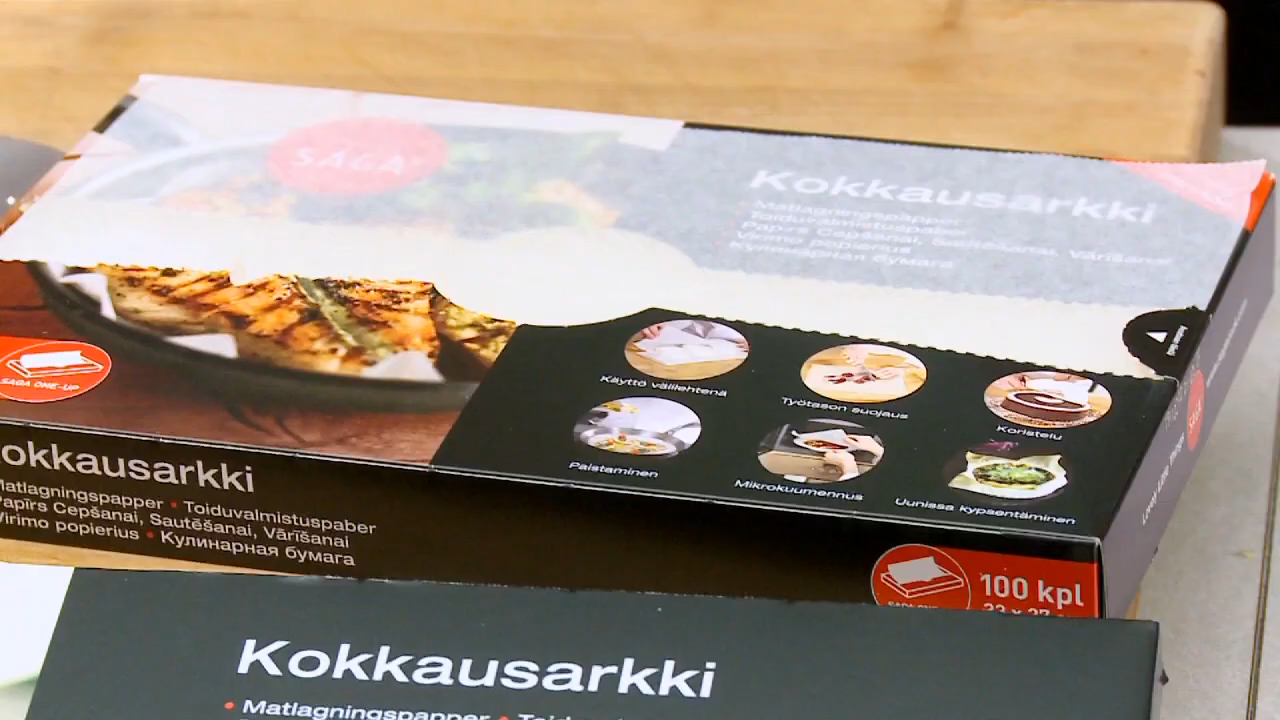 SAGA
Kokkausarkki
Matlagningspapper
Toiduvalmistuspaber
Papīrs Cepšanai, Sautēšanai, Vārīšanai
Virimo popierius
Кулинарная бумага
SAGA ONE-UP
Käyttö välilehtenä
Työtason suojaus
Koristelu
Paistaminen
Mikrokuumennus
Uunissa kypsentäminen
okkausarkki
Matlagningspapper • Toiduvalmistuspaber
Papīrs Cepšanai, Sautēšanai, Vārīšanai
Virimo popierius • Кулинарная бумага
100 kpl
Kokkausarkki
• Matlagningspapper •